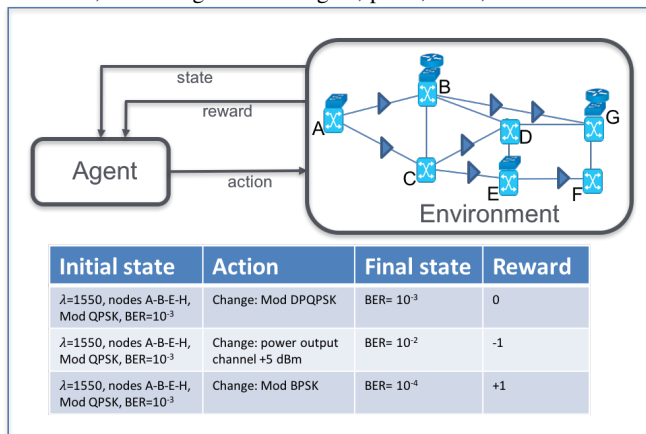 state
reward
Agent
action
A
B
C
D
E
F
G
Environment
Initial state Action Final state Reward
λ=1550, nodes A-B-E-H, Change: Mod DPQPSK BER= 10⁻³ 0
Mod QPSK, BER=10⁻³
λ=1550, nodes A-B-E-H, Change: power output BER= 10⁻² -1
Mod QPSK, BER=10⁻³ channel +5 dBm
λ=1550, nodes A-B-E-H, Change: Mod BPSK BER= 10⁻⁴ +1
Mod QPSK, BER=10⁻³